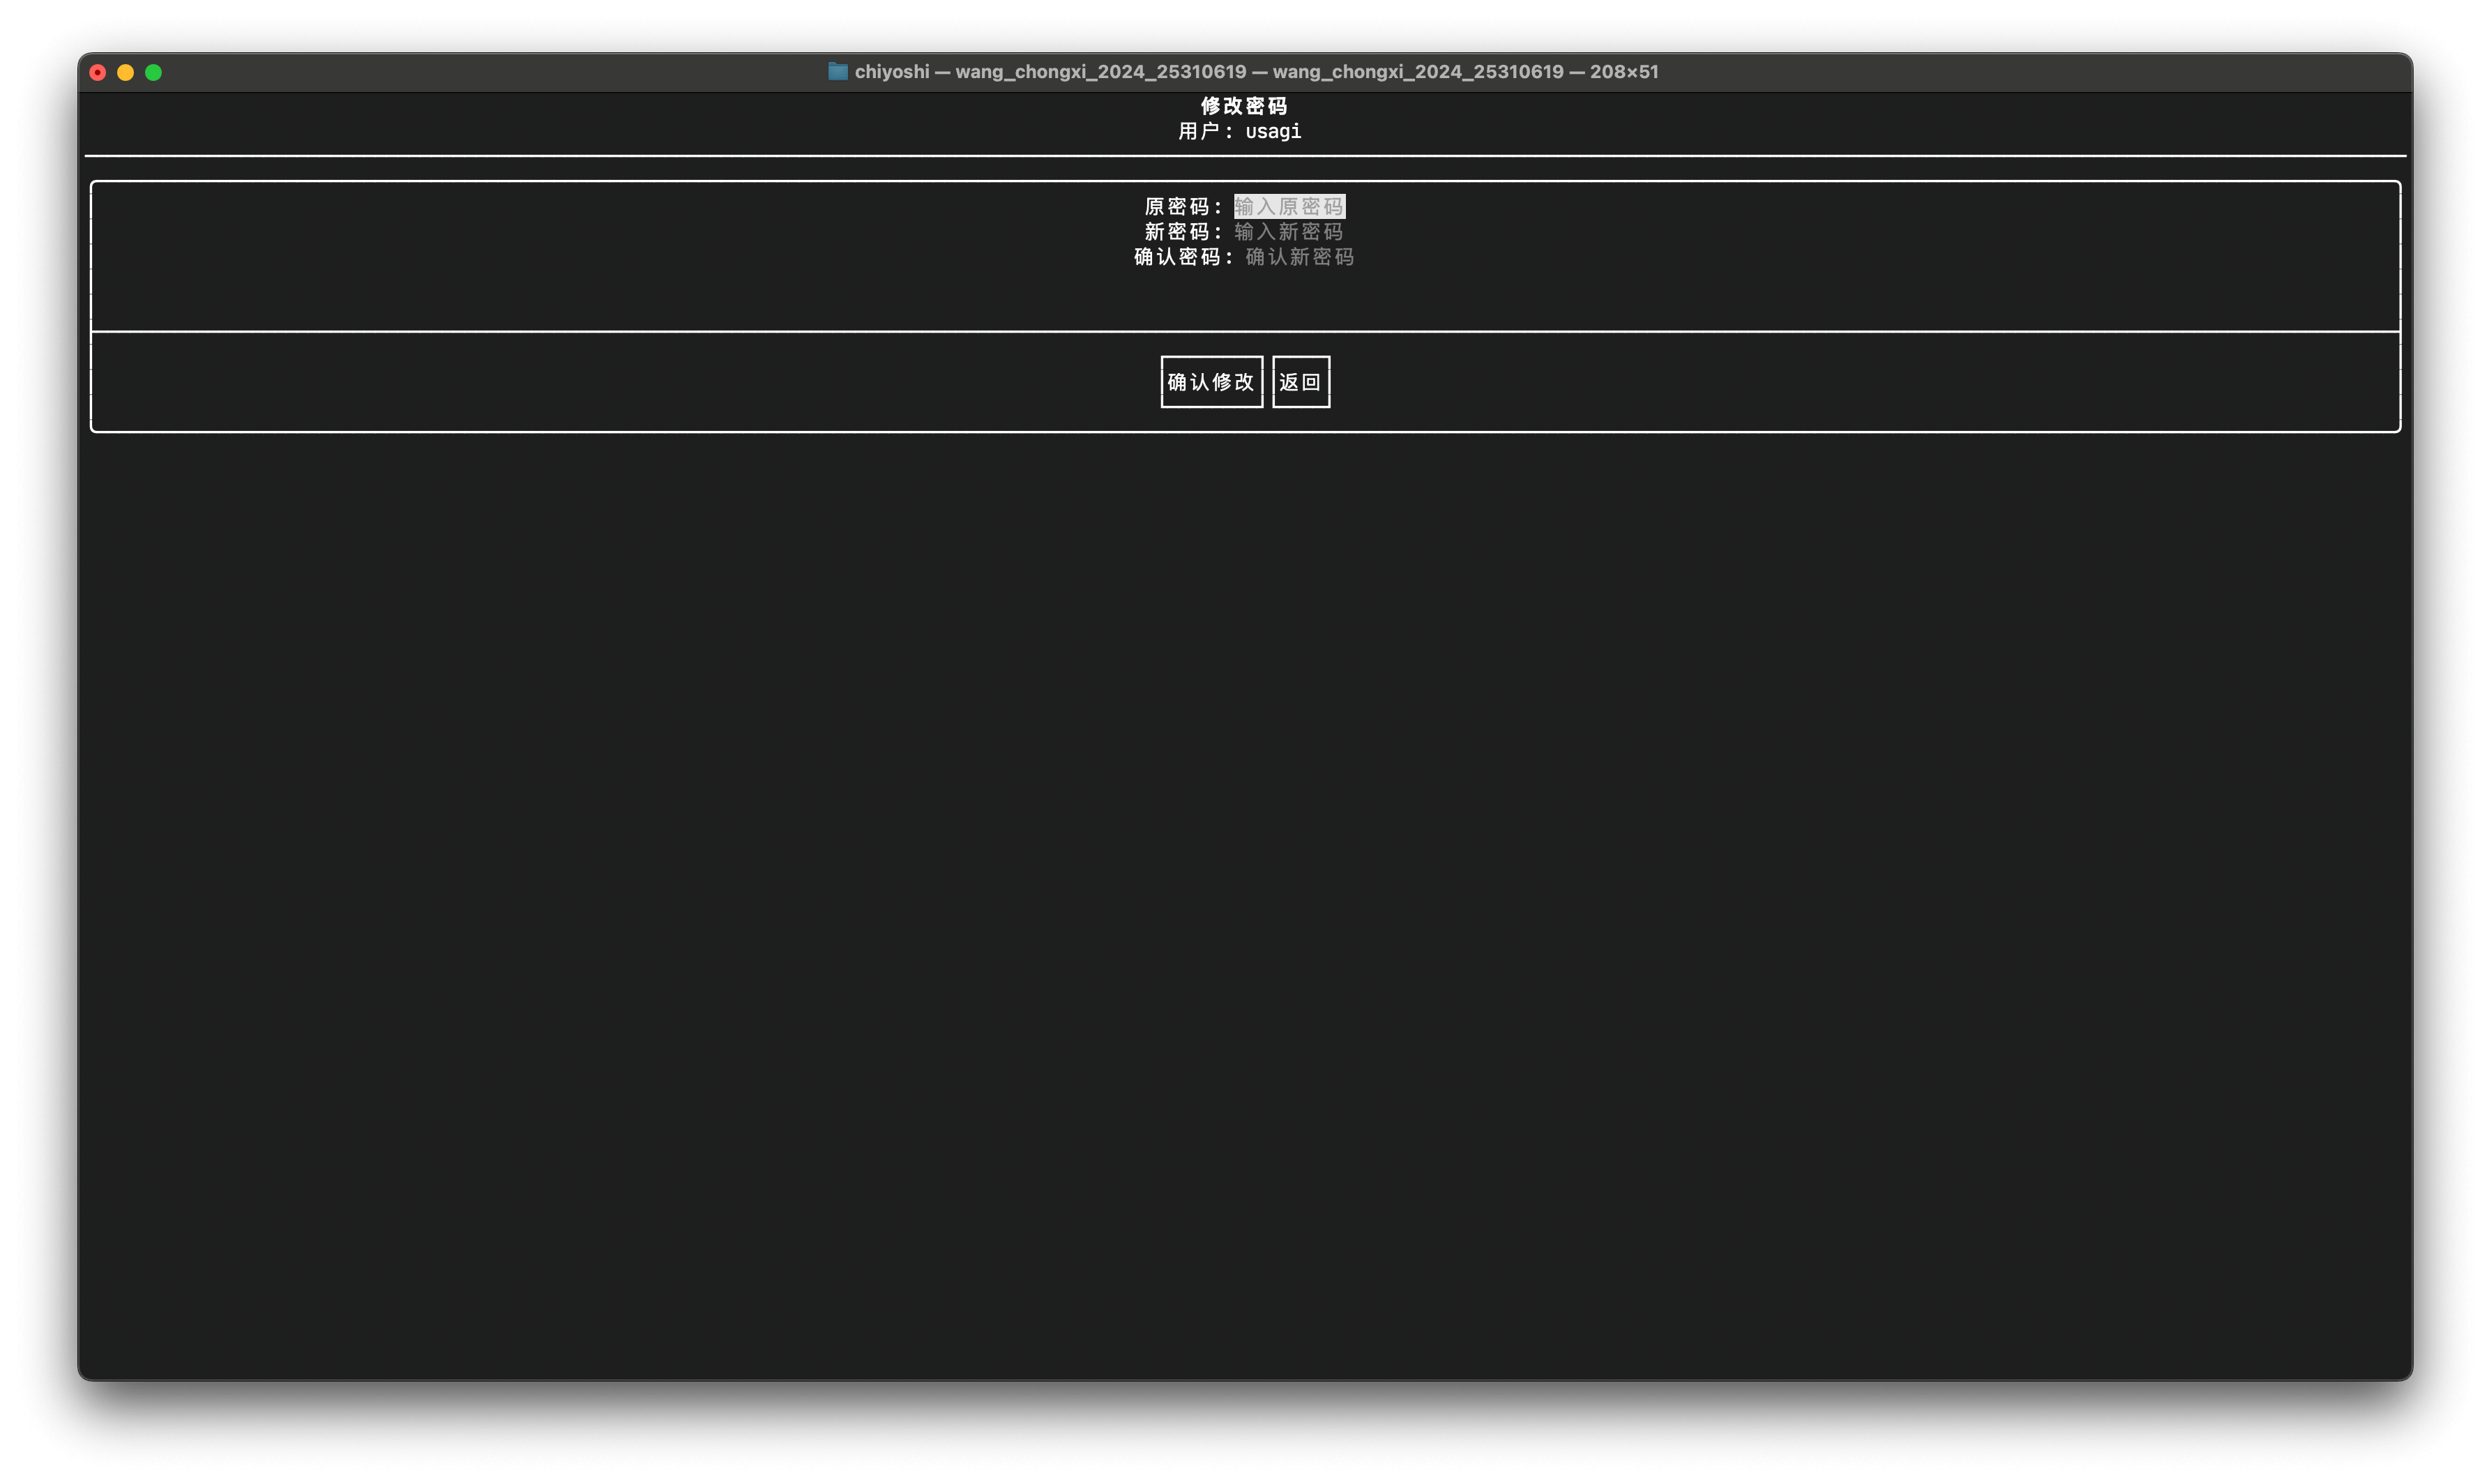 chiyoshi — wang_chongxi_2024_25310619 — wang_chongxi_2024_25310619 — 208×51
修改密码
用户：usagi
原密码：输入原密码
新密码：输入新密码
确认密码：确认新密码
确认修改 返回